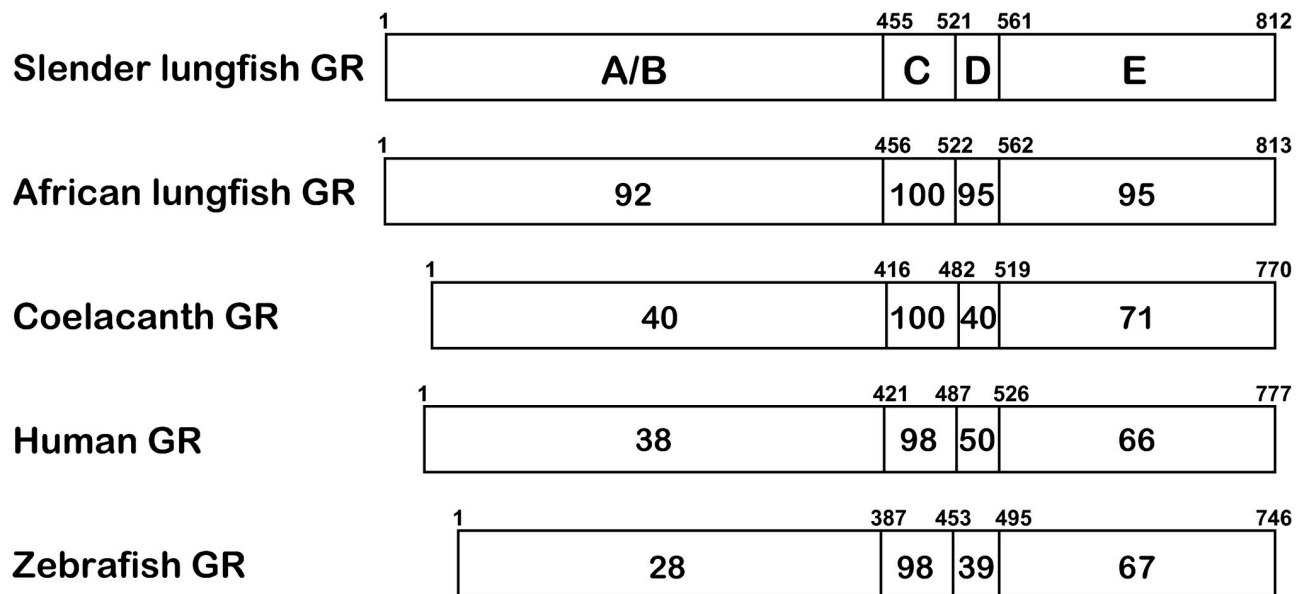 1 455 521 561 812
Slender lungfish GR A/B C D E
1 456 522 562 813
African lungfish GR 92 100 95 95
1 416 482 519 770
Coelacanth GR 40 100 40 71
1 421 487 526 777
Human GR 38 98 50 66
1 387 453 495 746
Zebrafish GR 28 98 39 67